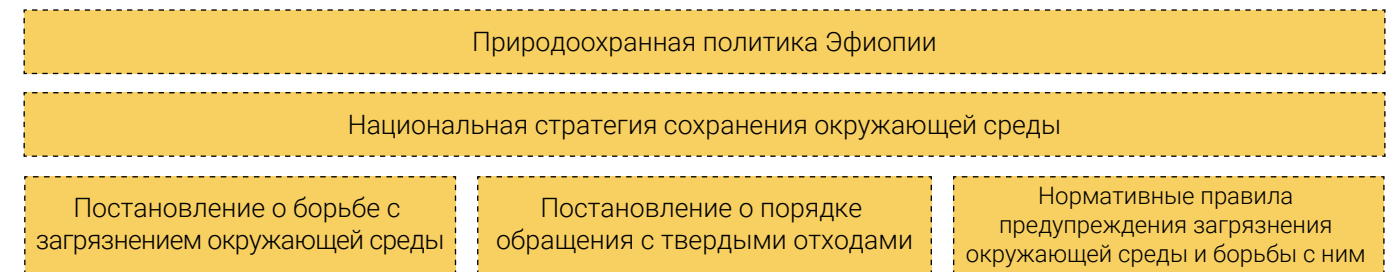 Природоохранная политика Эфиопии
Национальная стратегия сохранения окружающей среды
Постановление о борьбе с
загрязнением окружающей среды
Постановление о порядке
обращения с твердыми отходами
Нормативные правила
предупреждения загрязнения
окружающей среды и борьбы с ним